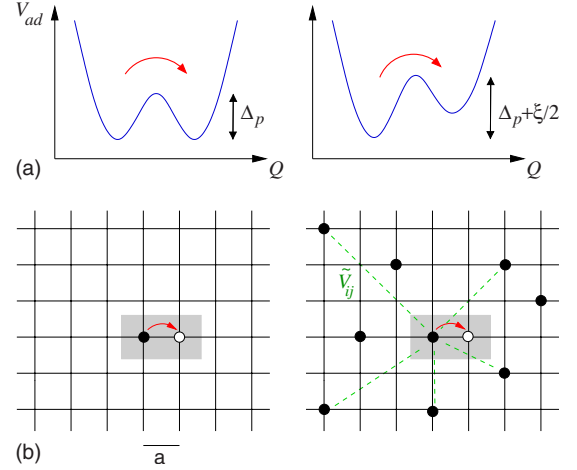 V_ad
Δ_p
Δ_p+ξ/2
(a)
Q
Q
Ṽ_ij
(b)
a